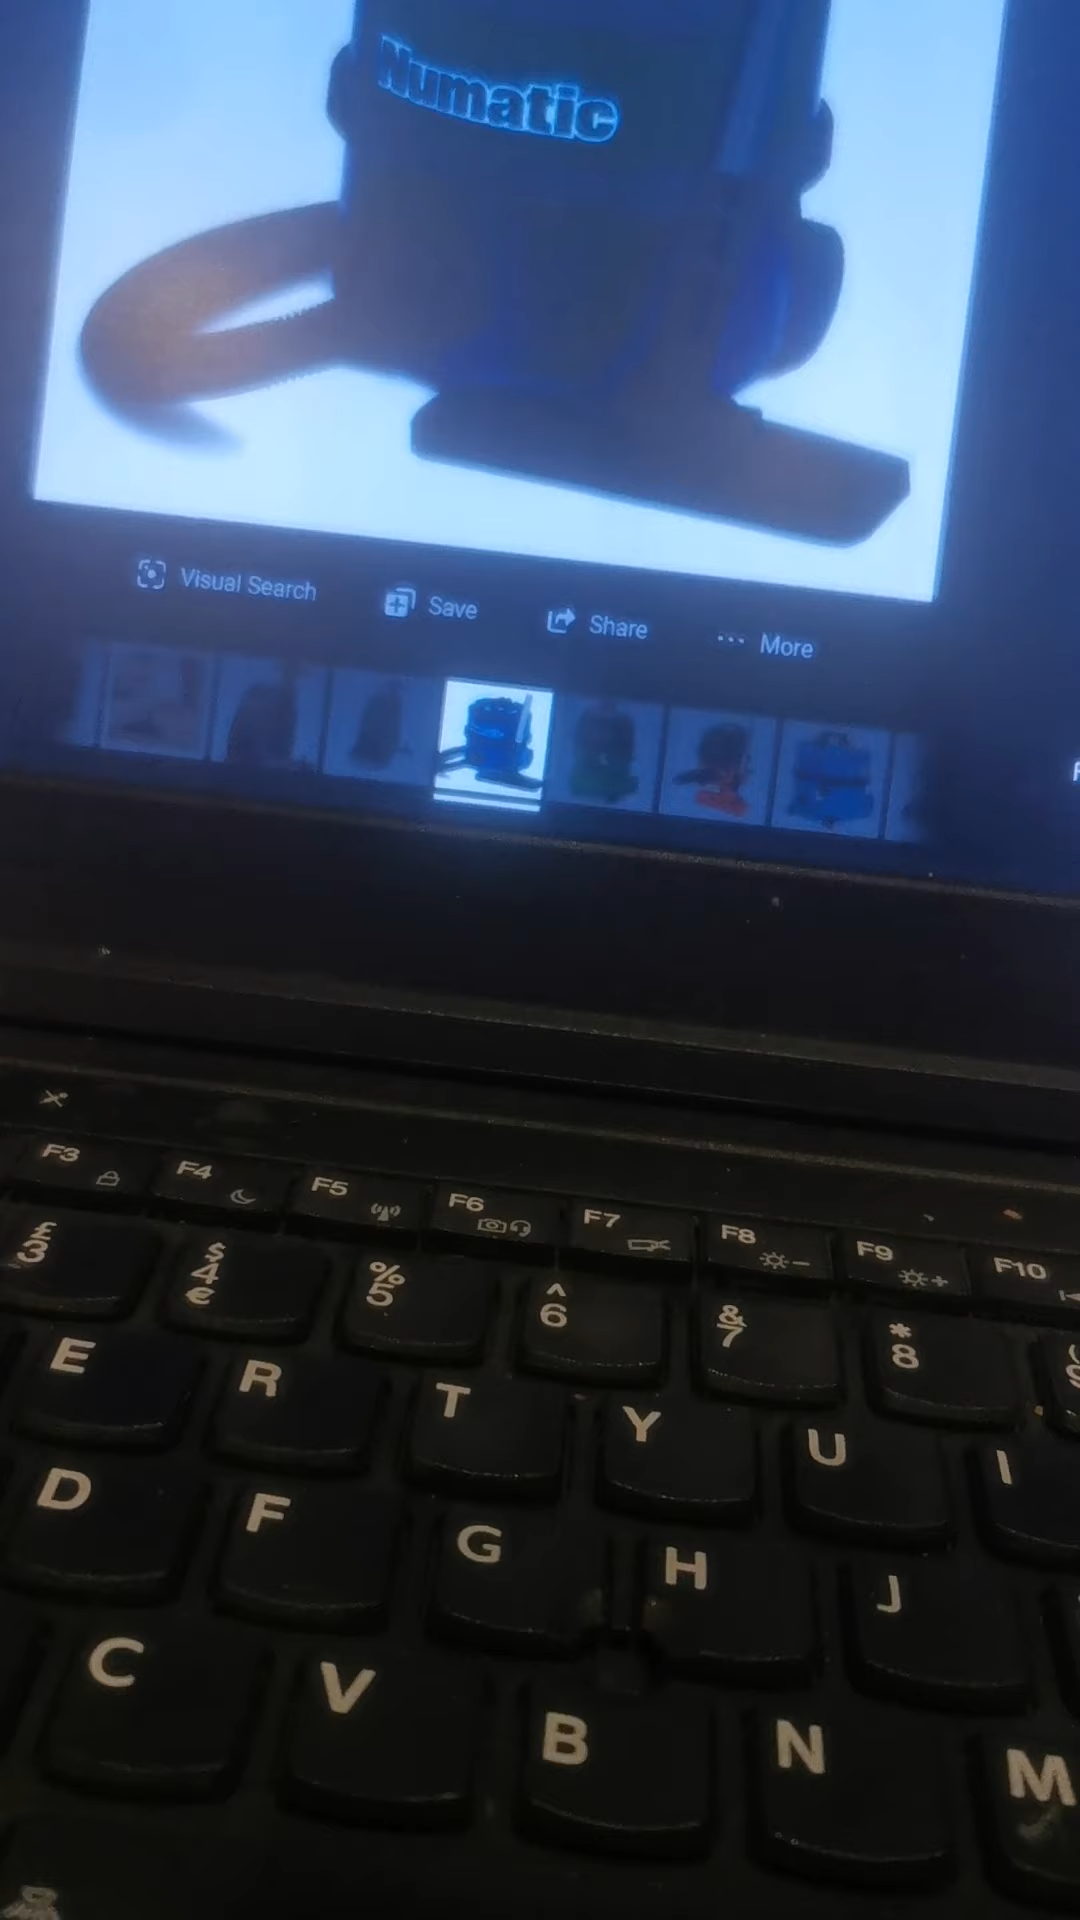 Numatic
Visual Search
Save
Share
More
F3
F4
F5
F6
F7
F8
F9
F10
£
3
$
4
€
%
5
^
6
&
7
*
8
E
R
T
Y
U
I
D
F
G
H
J
C
V
B
N
M